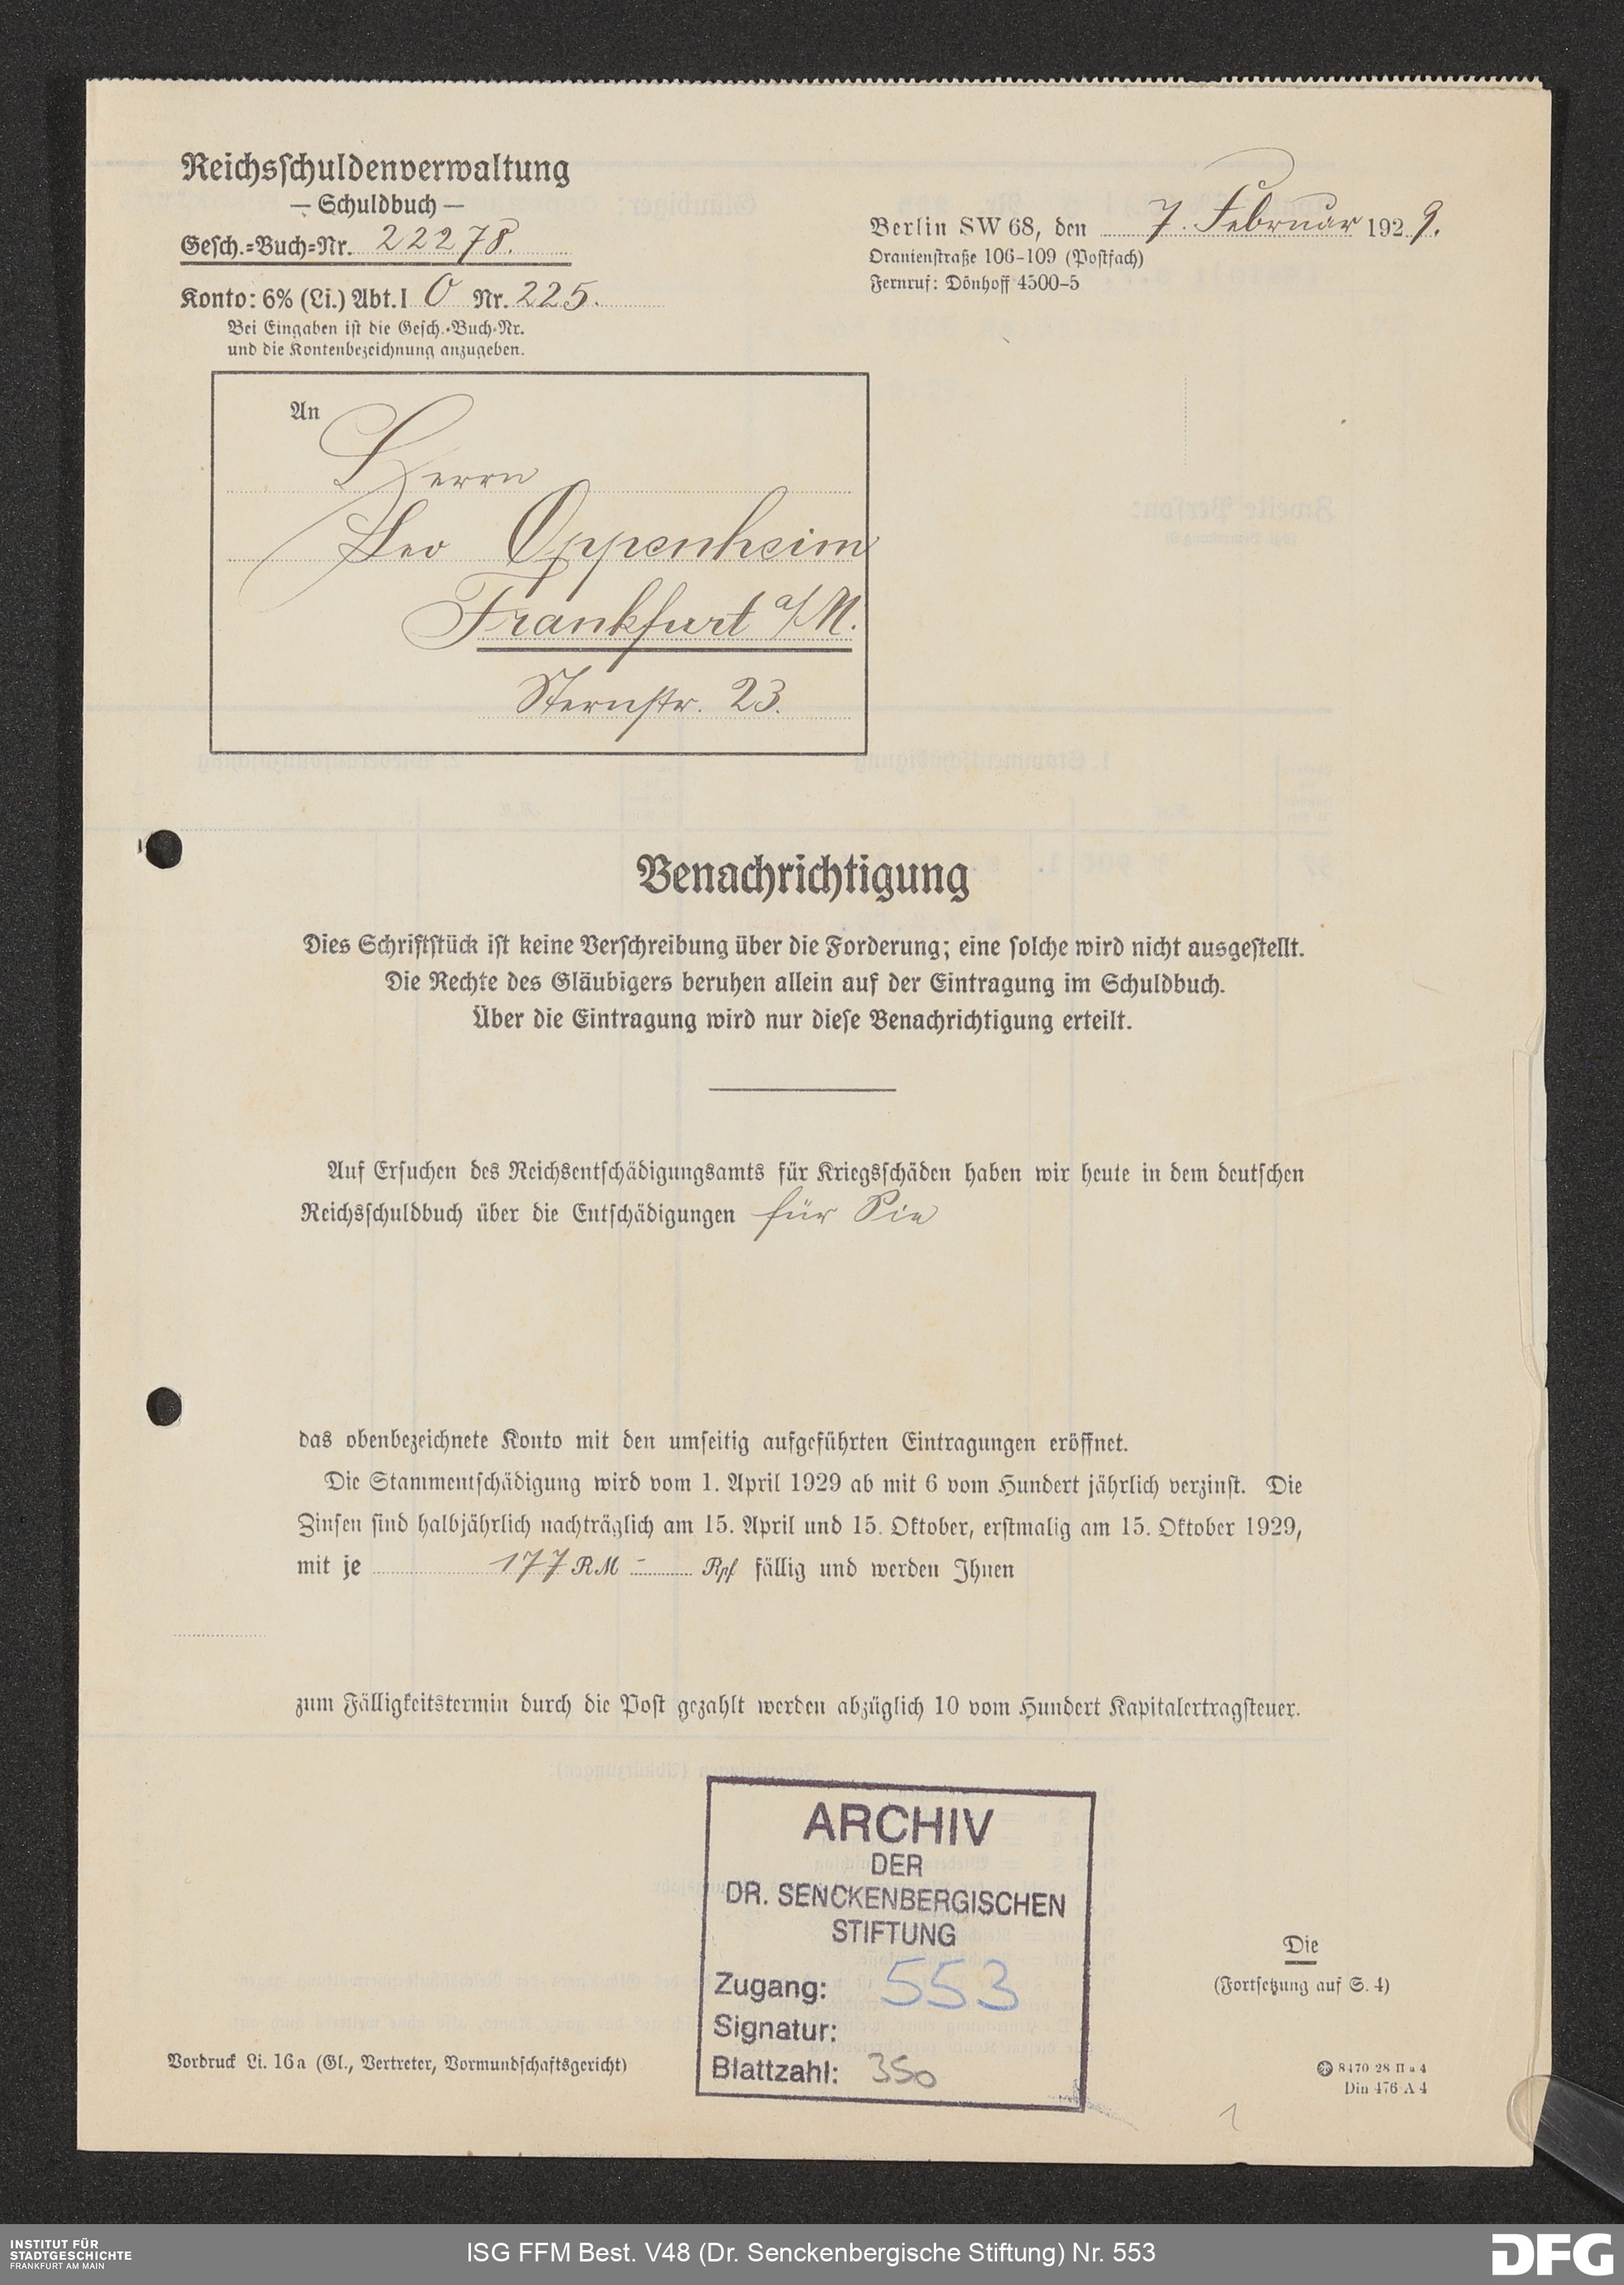 Reichsschuldenverwaltung
— Schuldbuch —
Gesch.=Buch=Nr. 22278.
Konto: 6% (Li.) Abt. I O Nr. 225.
Bei Eingaben ist die Gesch.=Buch=Nr.
und die Kontenbezeichnung anzugeben.
Berlin SW 68, den 7. Februar 1929.
Oranienstraße 106–109 (Postfach)
Fernruf: Dönhoff 4500–5
An
Herrn
Leo Oppenheim
Frankfurt a/M.
Sternstr. 23.
Benachrichtigung
Dies Schriftstück ist keine Verschreibung über die Forderung; eine solche wird nicht ausgestellt.
Die Rechte des Gläubigers beruhen allein auf der Eintragung im Schuldbuch.
Über die Eintragung wird nur diese Benachrichtigung erteilt.
Auf Ersuchen des Reichsentschädigungsamts für Kriegsschäden haben wir heute in dem deutschen
Reichsschuldbuch über die Entschädigungen für Sie
das obenbezeichnete Konto mit den umseitig aufgeführten Eintragungen eröffnet.
Die Stammentschädigung wird vom 1. April 1929 ab mit 6 vom Hundert jährlich verzinst. Die
Zinsen sind halbjährlich nachträglich am 15. April und 15. Oktober, erstmalig am 15. Oktober 1929,
mit je 177 RM – Rpf fällig und werden Ihnen
zum Fälligkeitstermin durch die Post gezahlt werden abzüglich 10 vom Hundert Kapitalertragsteuer.
ARCHIV
DER
DR. SENCKENBERGISCHEN
STIFTUNG
Zugang: 553
Signatur:
Blattzahl: 350
Die
(Fortsetzung auf S. 4)
Vordruck Li. 16a (Gl., Vertreter, Vormundschaftsgericht)
8470 28 II a 4
Din 476 A 4
1
INSTITUT FÜR
STADTGESCHICHTE
FRANKFURT AM MAIN
ISG FFM Best. V48 (Dr. Senckenbergische Stiftung) Nr. 553
DFG